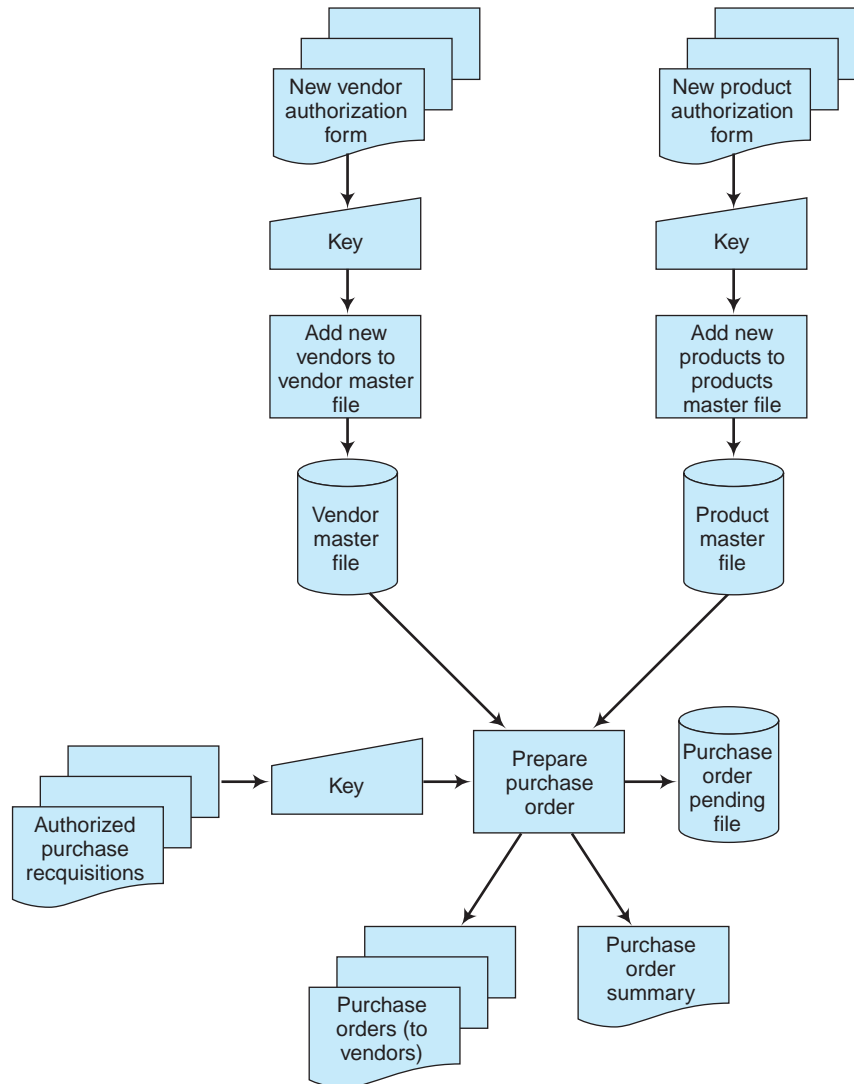 New vendor
authorization
form
New product
authorization
form
Key
Key
Add new
vendors to
vendor master
file
Add new
products to
products
master file
Vendor
master
file
Product
master
file
Authorized
purchase
recquisitions
Key
Prepare
purchase
order
Purchase
order
pending
file
Purchase
orders (to
vendors)
Purchase
order
summary